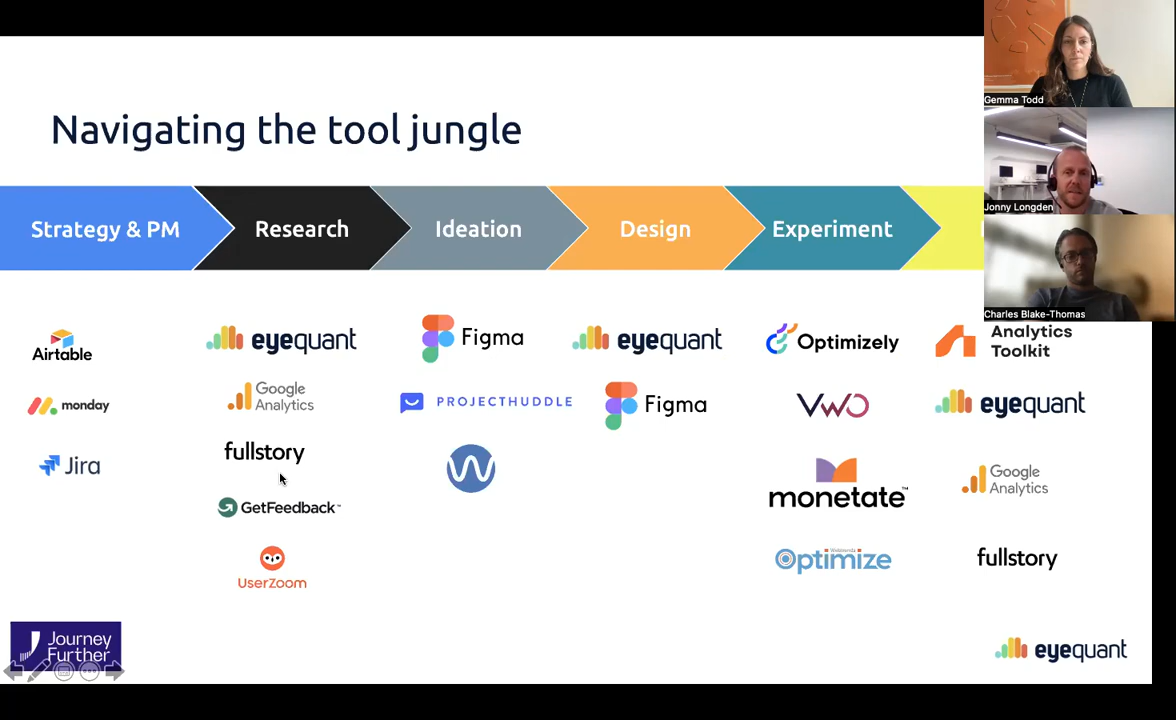 Navigating the tool jungle
Strategy & PM
Research
Ideation
Design
Experiment
Airtable
monday
Jira
eyequant
Google
Analytics
fullstory
GetFeedback™
UserZoom
Figma
PROJECTHUDDLE
eyequant
Figma
Optimizely
VWO
monetate™
Optimize
Analytics
Toolkit
eyequant
Google
Analytics
fullstory
Journey
Further
eyequant
Gemma Todd
Jonny Longden
Charles Blake-Thomas